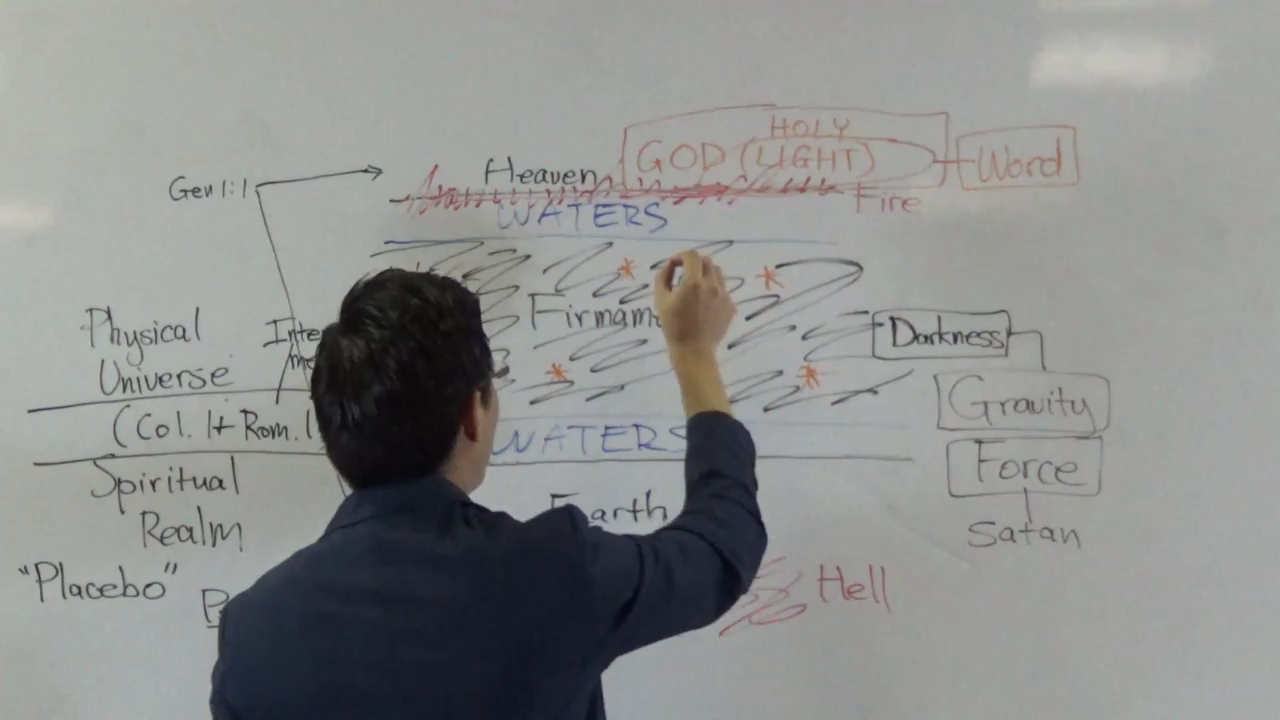 HOLY
Heaven GOD (LIGHT) Word
Gen 1:1
Fire
WATERS
Physical
Universe
Darkness
Gravity
(Col. 1 + Rom. 1
WATERS
Force
Spiritual
Realm
Earth
Satan
"Placebo"
Hell